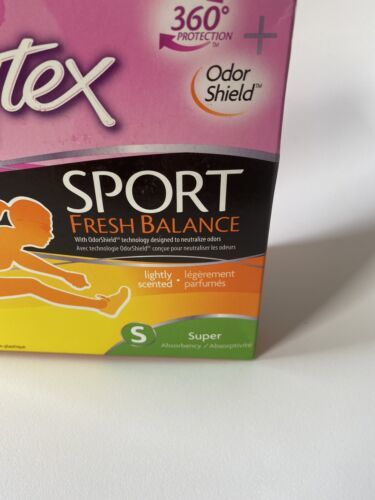 360°
PROTECTION™
+
tex
Odor
Shield™
SPORT
FRESH BALANCE
With OdorShield™ technology designed to neutralize odors
Avec technologie OdorShield™ conçue pour neutraliser les odeurs
lightly scented • légèrement parfumés
S Super
Absorbency / Absorptivité